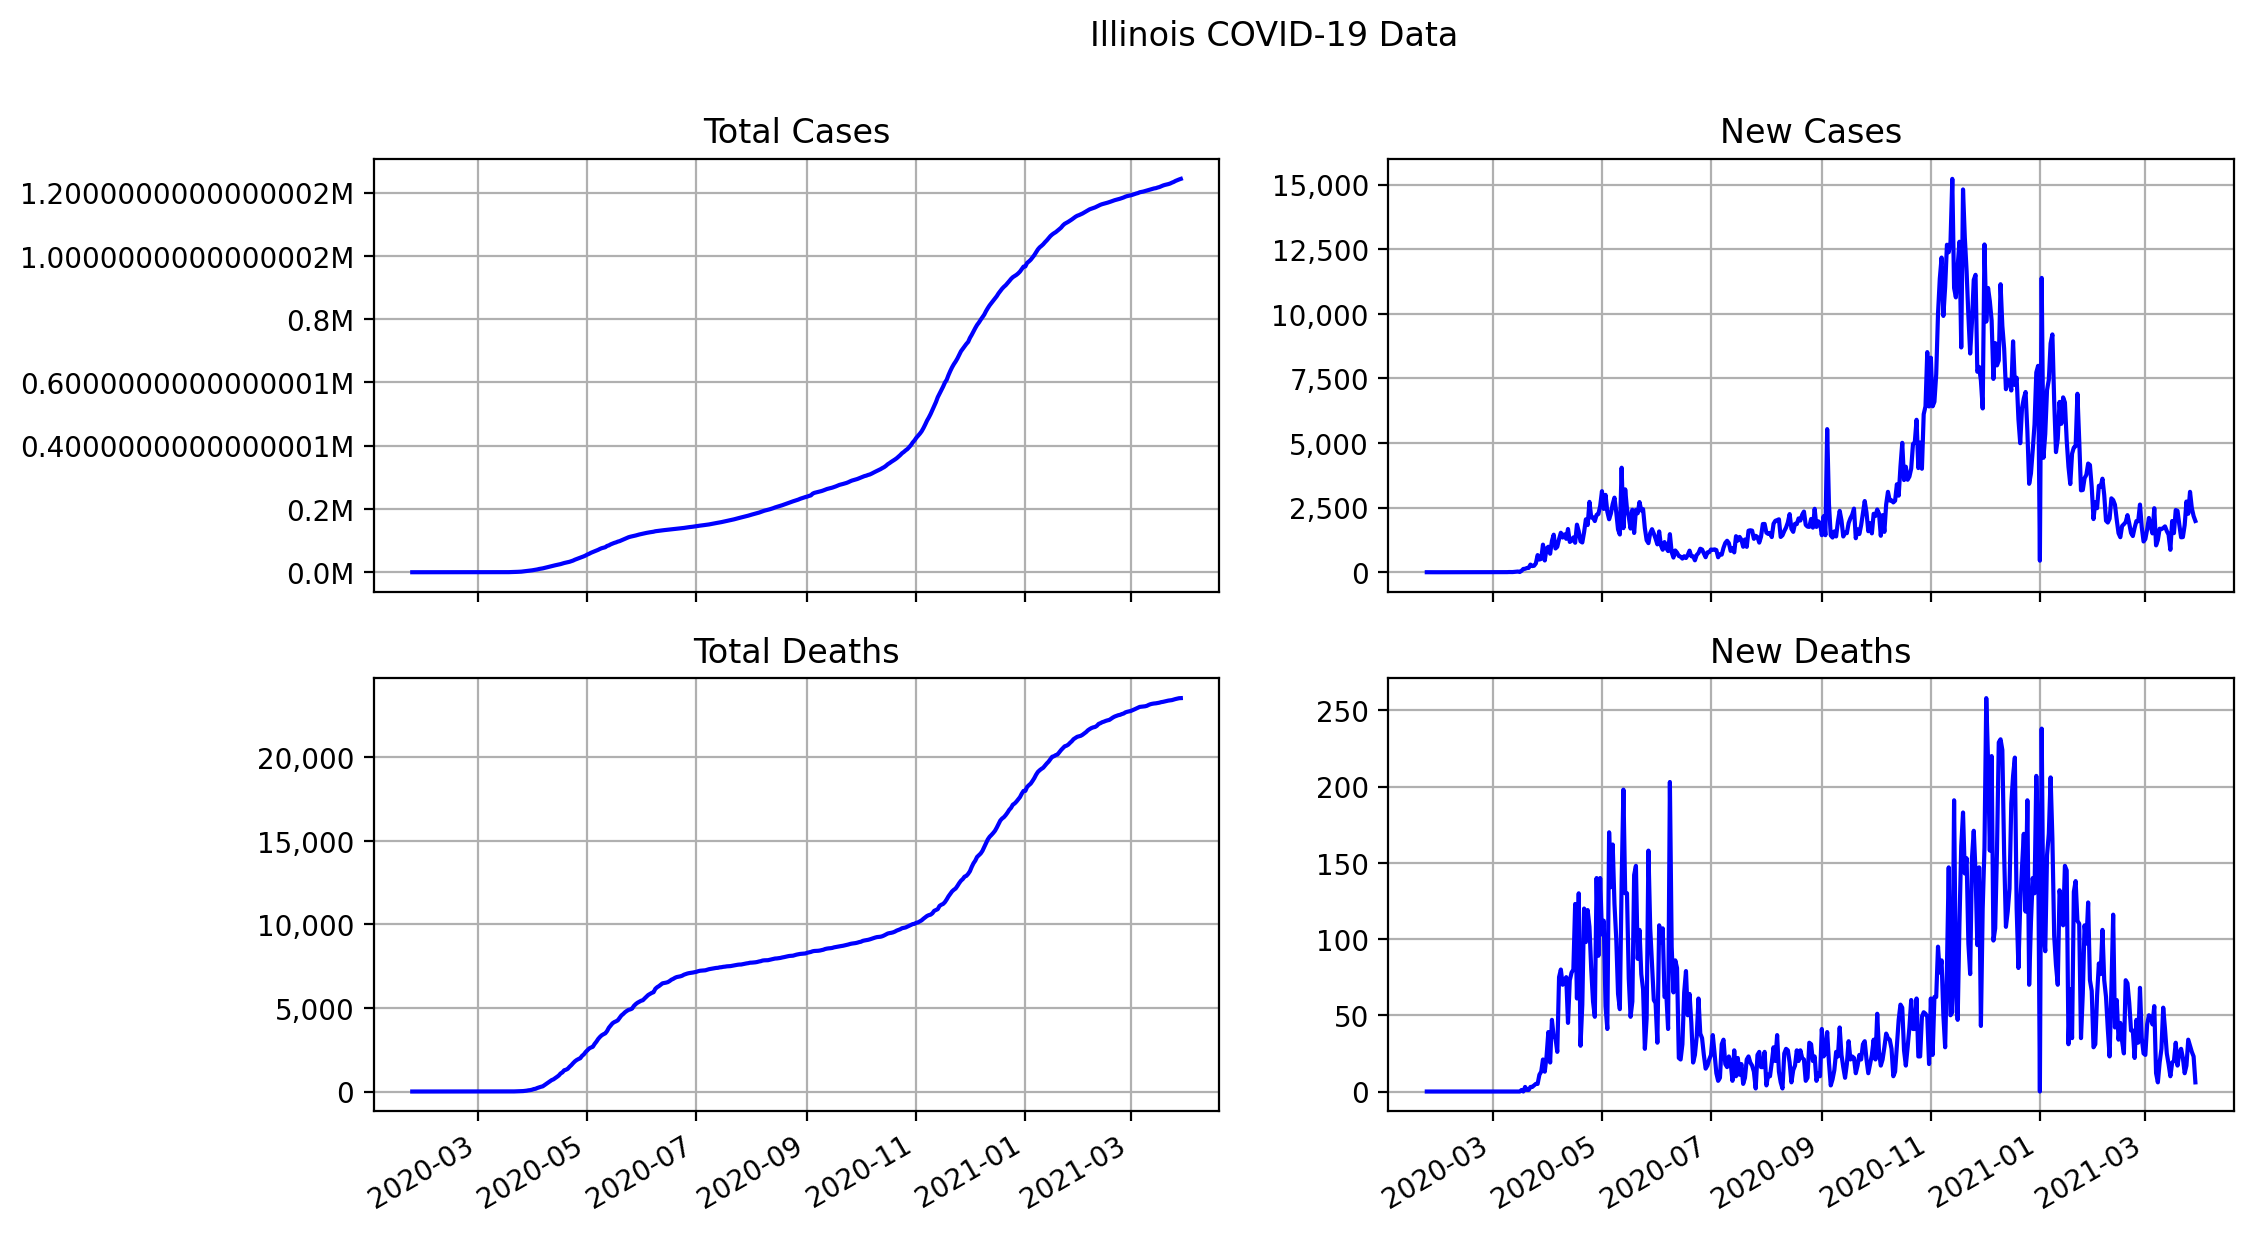 Illinois COVID-19 Data
Total Cases
1.2000000000000002M
1.0000000000000002M
0.8M
0.6000000000000001M
0.4000000000000001M
0.2M
0.0M
New Cases
15,000
12,500
10,000
7,500
5,000
2,500
0
Total Deaths
20,000
15,000
10,000
5,000
0
2020-03
2020-05
2020-07
2020-09
2020-11
2021-01
2021-03
New Deaths
250
200
150
100
50
0
2020-03
2020-05
2020-07
2020-09
2020-11
2021-01
2021-03